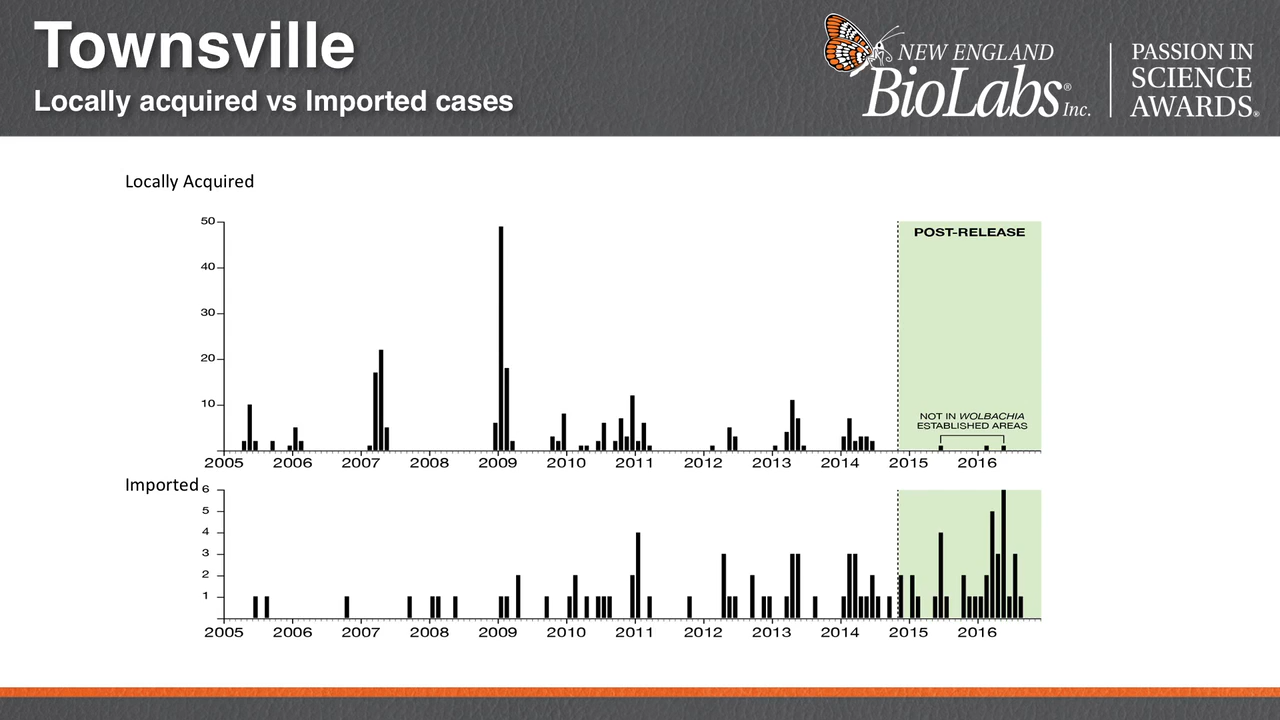 Townsville
Locally acquired vs Imported cases
NEW ENGLAND
BioLabs® Inc.
PASSION IN
SCIENCE
AWARDS®
Locally Acquired
50
40
30
20
10
POST-RELEASE
NOT IN WOLBACHIA
ESTABLISHED AREAS
2005 2006 2007 2008 2009 2010 2011 2012 2013 2014 2015 2016
Imported
6
5
4
3
2
1
2005 2006 2007 2008 2009 2010 2011 2012 2013 2014 2015 2016